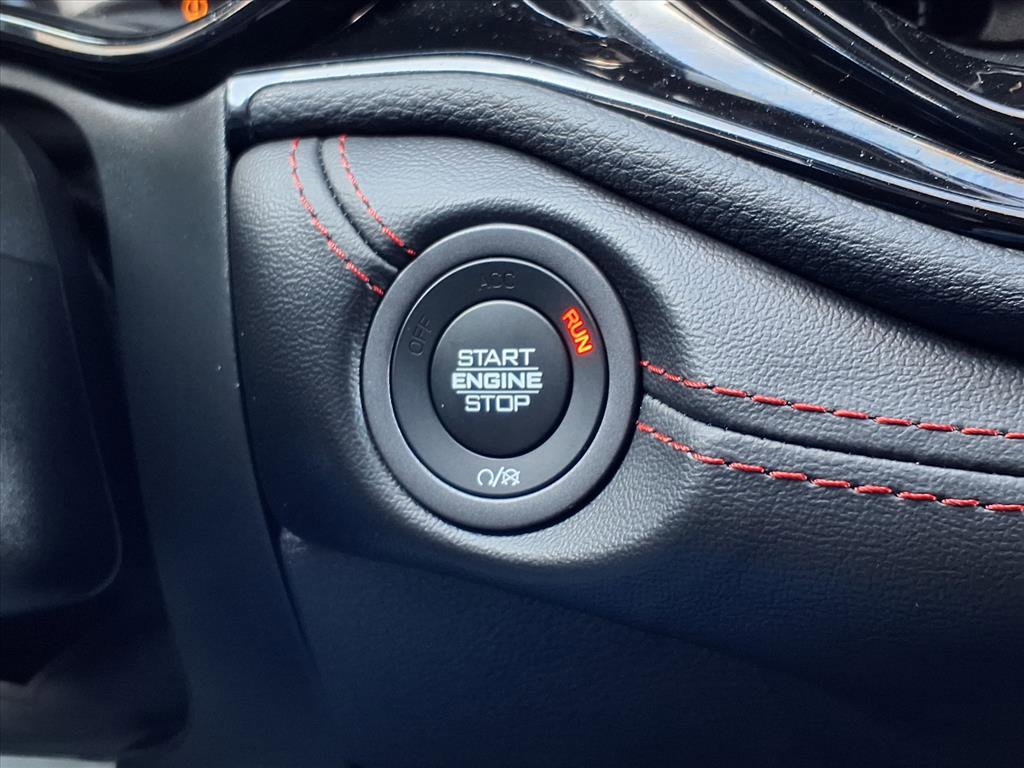 ACC
OFF
RUN
START
ENGINE
STOP